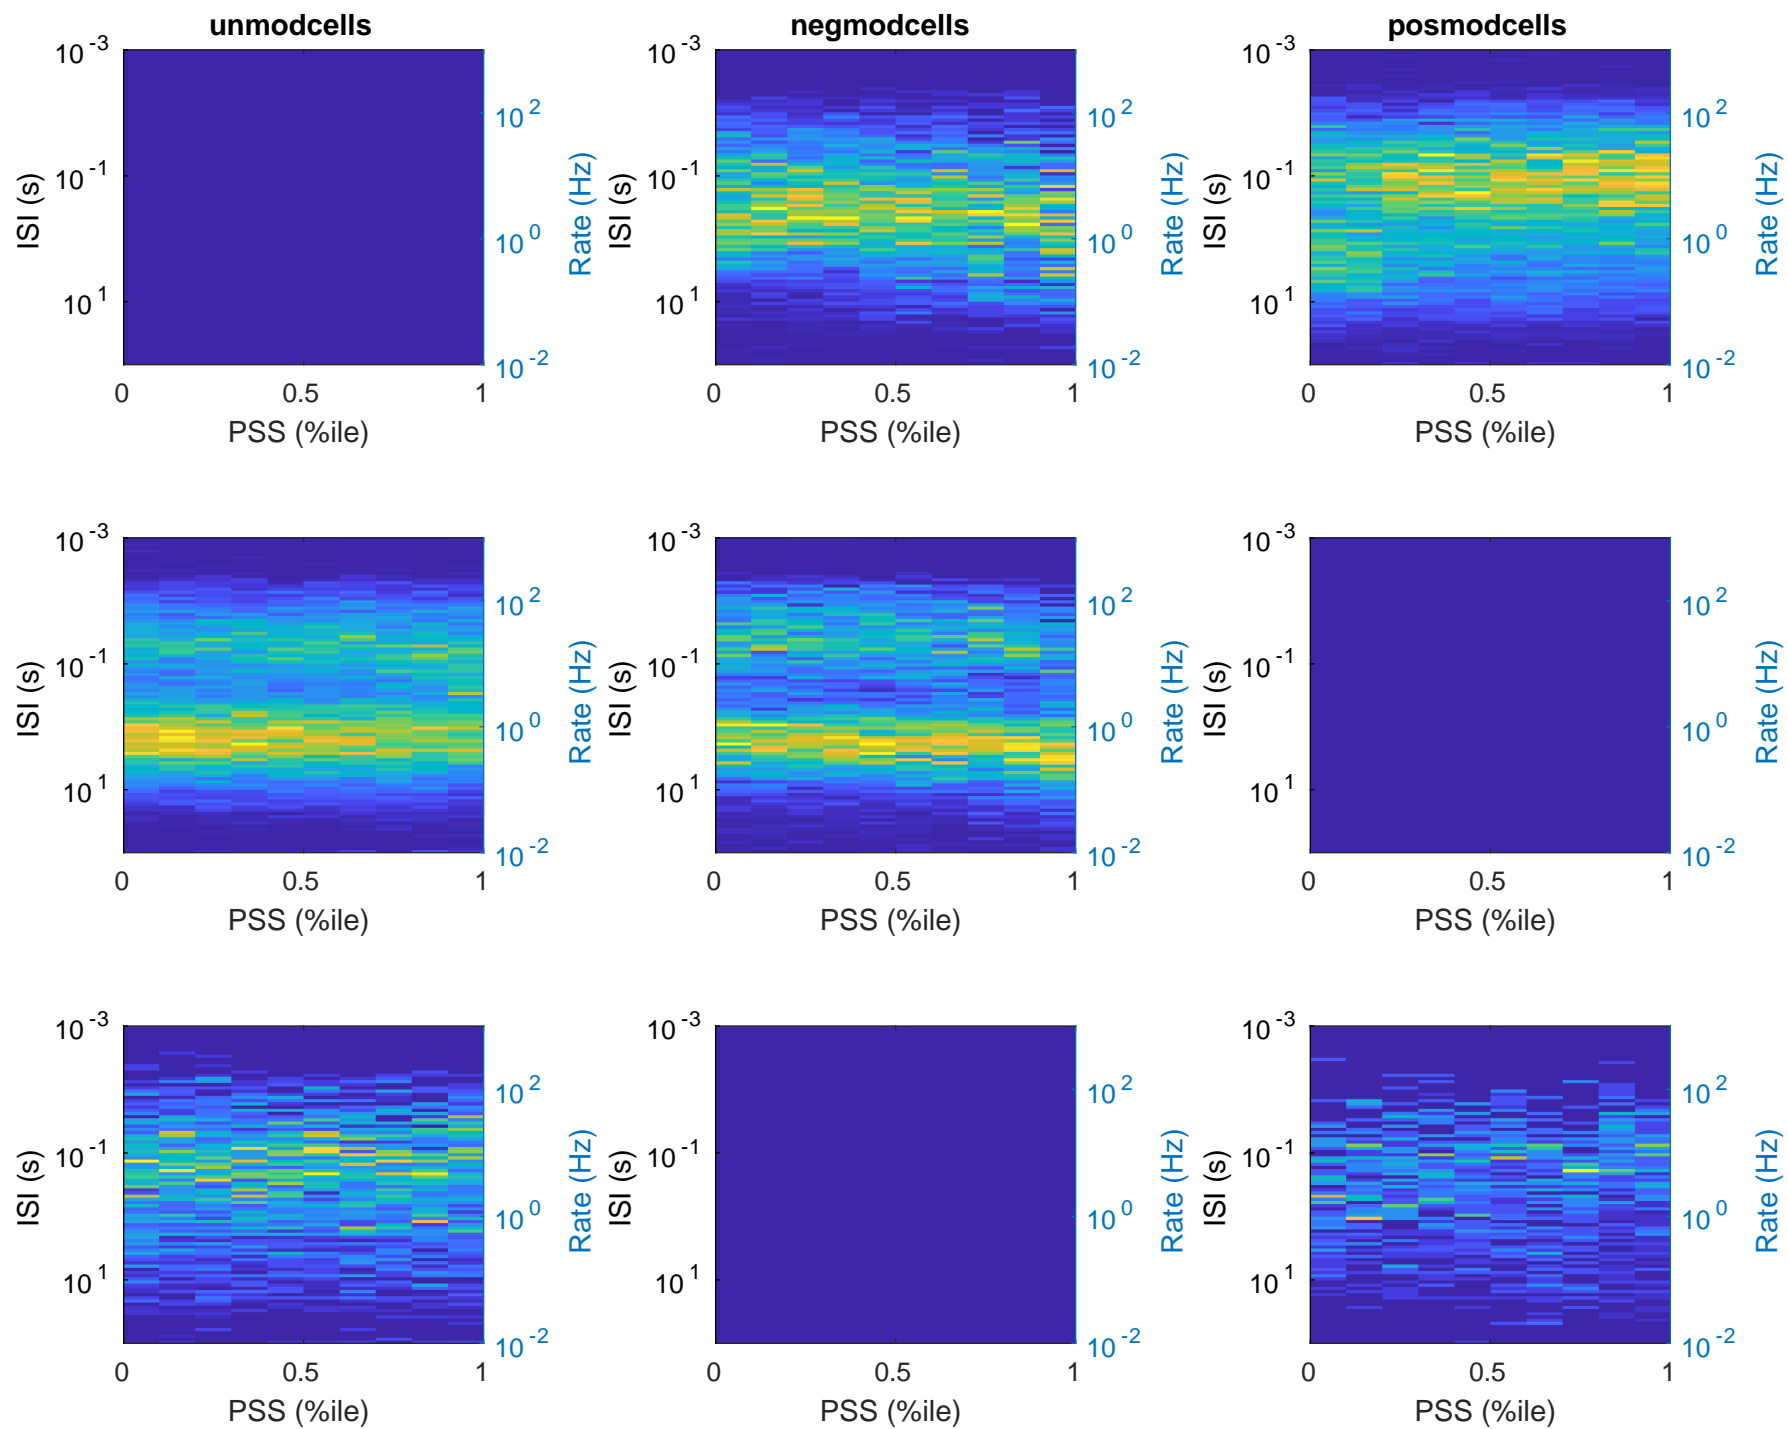 unmodcells negmodcells posmodcells
10^-3 10^-3 10^-3
10^2 10^2 10^2
10^-1 10^-1 10^-1
ISI (s) Rate (Hz) ISI (s) Rate (Hz) ISI (s) Rate (Hz)
10^0 10^0 10^0
10^1 10^1 10^1
10^-2 10^-2 10^-2
0 0.5 1 0 0.5 1 0 0.5 1
PSS (%ile) PSS (%ile) PSS (%ile)
10^-3 10^-3 10^-3
10^2 10^2 10^2
10^-1 10^-1 10^-1
ISI (s) Rate (Hz) ISI (s) Rate (Hz) ISI (s) Rate (Hz)
10^0 10^0 10^0
10^1 10^1 10^1
10^-2 10^-2 10^-2
0 0.5 1 0 0.5 1 0 0.5 1
PSS (%ile) PSS (%ile) PSS (%ile)
10^-3 10^-3 10^-3
10^2 10^2 10^2
10^-1 10^-1 10^-1
ISI (s) Rate (Hz) ISI (s) Rate (Hz) ISI (s) Rate (Hz)
10^0 10^0 10^0
10^1 10^1 10^1
10^-2 10^-2 10^-2
0 0.5 1 0 0.5 1 0 0.5 1
PSS (%ile) PSS (%ile) PSS (%ile)